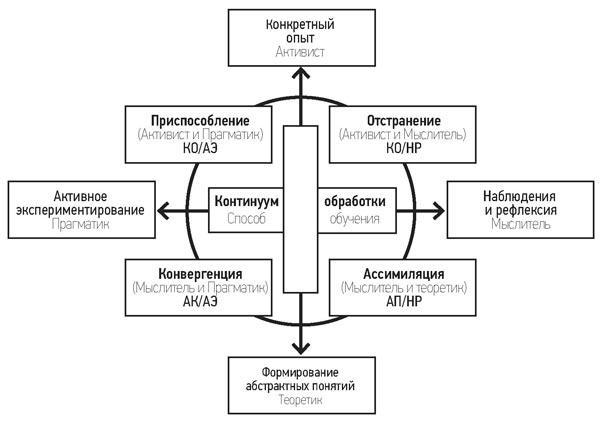 Конкретный
опыт
Активист
Приспособление
(Активист и Прагматик)
КО/АЭ
Отстранение
(Активист и Мыслитель)
КО/НР
Активное
экспериментирование
Прагматик
Континуум
Способ
обработки
обучения
Наблюдения
и рефлексия
Мыслитель
Конвергенция
(Мыслитель и Прагматик)
АК/АЭ
Ассимиляция
(Мыслитель и теоретик)
АП/НР
Формирование
абстрактных понятий
Теоретик